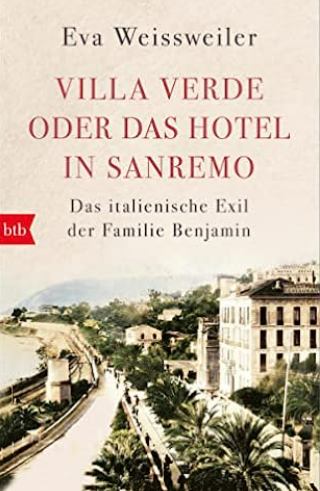 Eva Weissweiler
VILLA VERDE
ODER DAS HOTEL
IN SANREMO
Das italienische Exil
der Familie Benjamin
btb